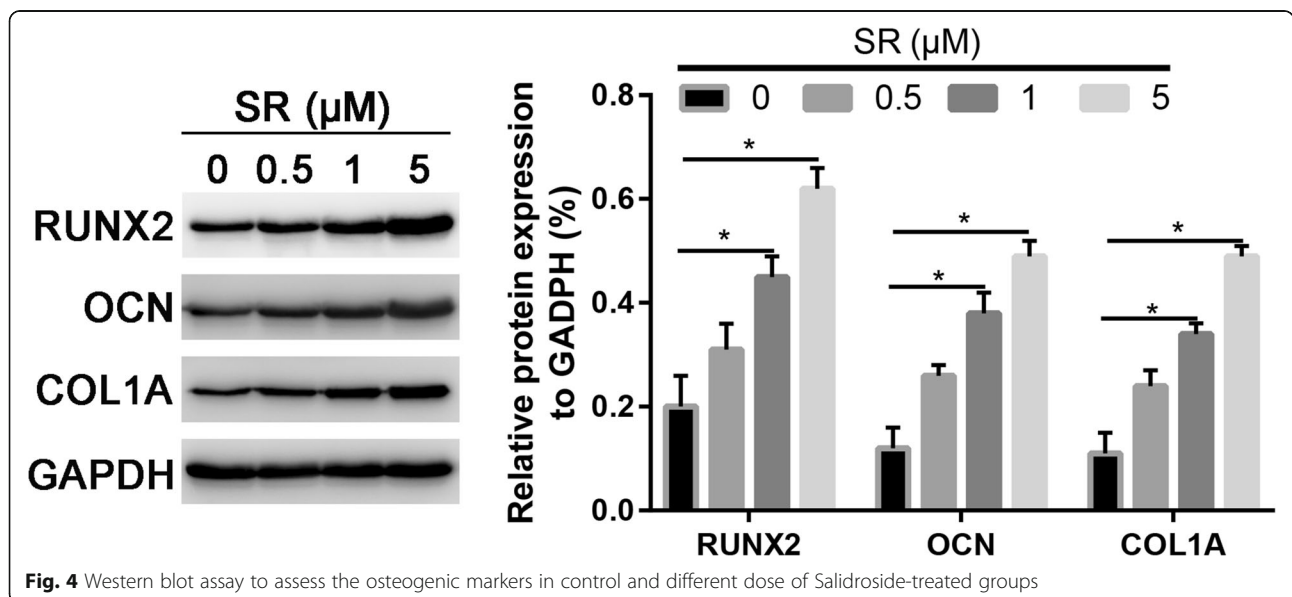 SR (µM)
0 0.5 1 5
RUNX2
OCN
COL1A
GAPDH
SR (µM)
0 0.5 1 5
Relative protein expression
to GADPH (%)
0.8
0.6
0.4
0.2
0.0
* *
* *
* *
RUNX2 OCN COL1A
Fig. 4 Western blot assay to assess the osteogenic markers in control and different dose of Salidroside-treated groups